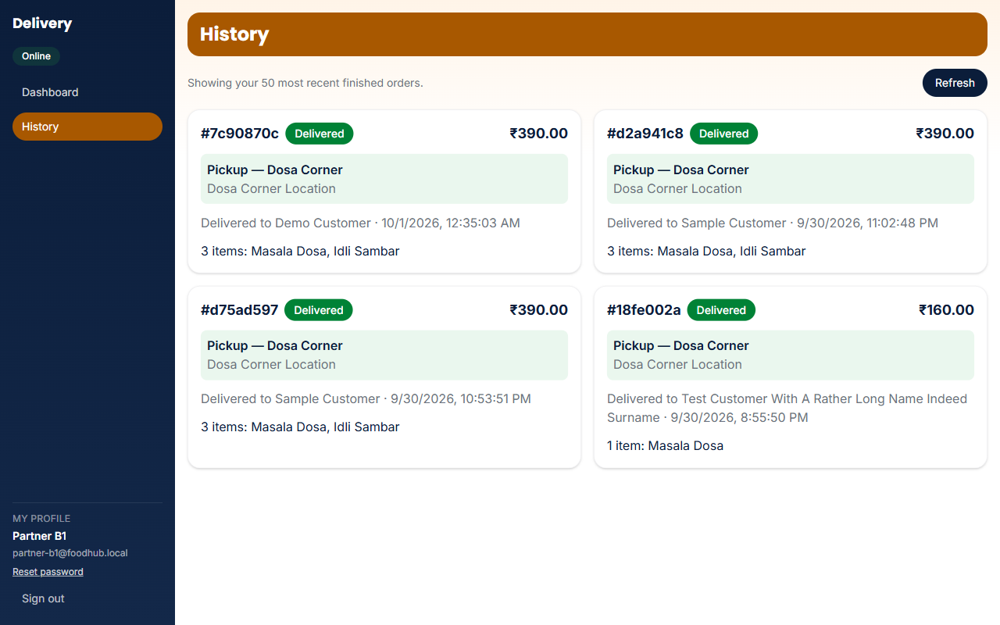 Delivery
Online
Dashboard
History
MY PROFILE
Partner B1
partner-b1@foodhub.local
Reset password
Sign out
History
Showing your 50 most recent finished orders.
Refresh
#7c90870c Delivered ₹390.00
Pickup — Dosa Corner
Dosa Corner Location
Delivered to Demo Customer · 10/1/2026, 12:35:03 AM
3 items: Masala Dosa, Idli Sambar
#d2a941c8 Delivered ₹390.00
Pickup — Dosa Corner
Dosa Corner Location
Delivered to Sample Customer · 9/30/2026, 11:02:48 PM
3 items: Masala Dosa, Idli Sambar
#d75ad597 Delivered ₹390.00
Pickup — Dosa Corner
Dosa Corner Location
Delivered to Sample Customer · 9/30/2026, 10:53:51 PM
3 items: Masala Dosa, Idli Sambar
#18fe002a Delivered ₹160.00
Pickup — Dosa Corner
Dosa Corner Location
Delivered to Test Customer With A Rather Long Name Indeed
Surname · 9/30/2026, 8:55:50 PM
1 item: Masala Dosa